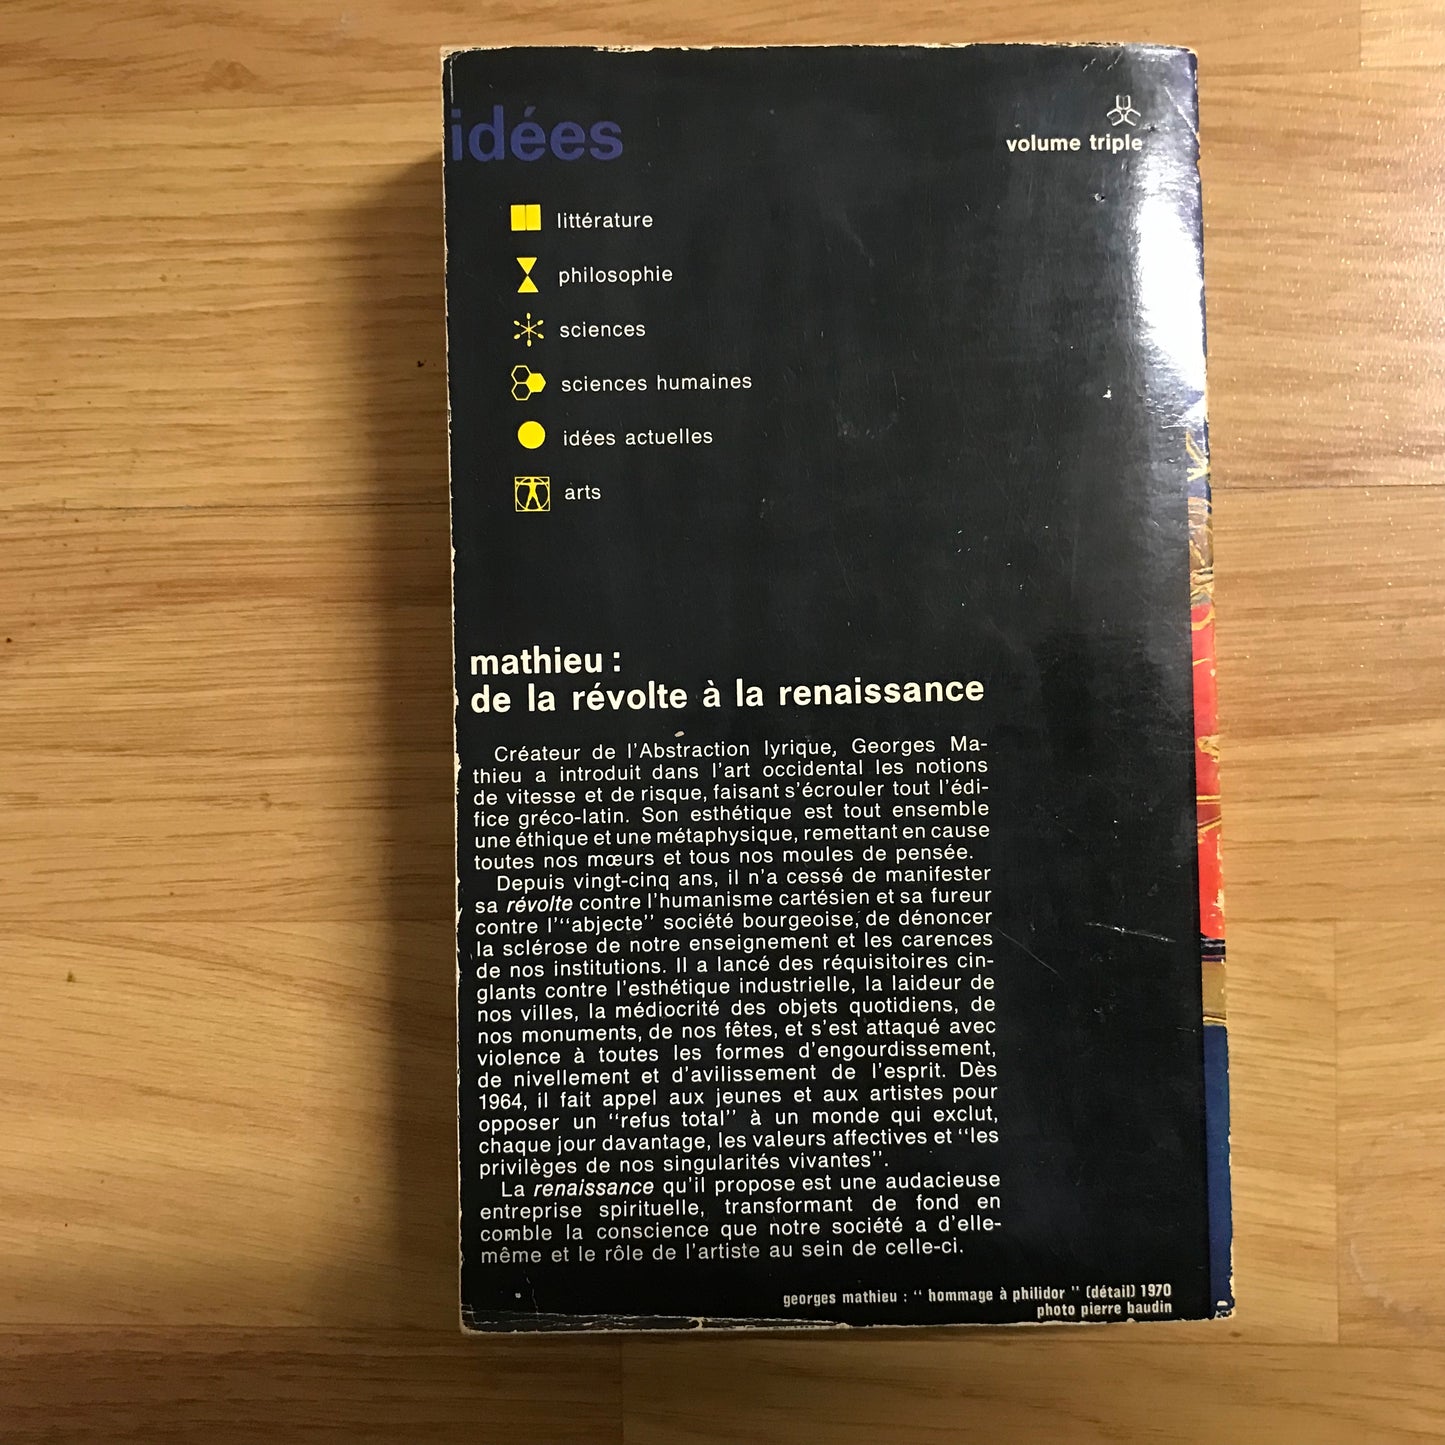 idées
volume triple
littérature
philosophie
sciences
sciences humaines
idées actuelles
arts
mathieu :
de la révolte à la renaissance
Créateur de l'Abstraction lyrique, Georges Ma-
thieu a introduit dans l'art occidental les notions
de vitesse et de risque, faisant s'écrouler tout l'édi-
fice gréco-latin. Son esthétique est tout ensemble
une éthique et une métaphysique, remettant en cause
toutes nos mœurs et tous nos moules de pensée.
Depuis vingt-cinq ans, il n'a cessé de manifester
sa révolte contre l'humanisme cartésien et sa fureur
contre l'"abjecte" société bourgeoise, de dénoncer
la sclérose de notre enseignement et les carences
de nos institutions. Il a lancé des réquisitoires cin-
glants contre l'esthétique industrielle, la laideur de
nos villes, la médiocrité des objets quotidiens, de
nos monuments, de nos fêtes, et s'est attaqué avec
violence à toutes les formes d'engourdissement,
de nivellement et d'avilissement de l'esprit. Dès
1964, il fait appel aux jeunes et aux artistes pour
opposer un "refus total" à un monde qui exclut,
chaque jour davantage, les valeurs affectives et "les
privilèges de nos singularités vivantes".
La renaissance qu'il propose est une audacieuse
entreprise spirituelle, transformant de fond en
comble la conscience que notre société a d'elle-
même et le rôle de l'artiste au sein de celle-ci.
georges mathieu : " hommage à philidor " (détail) 1970
photo pierre baudin